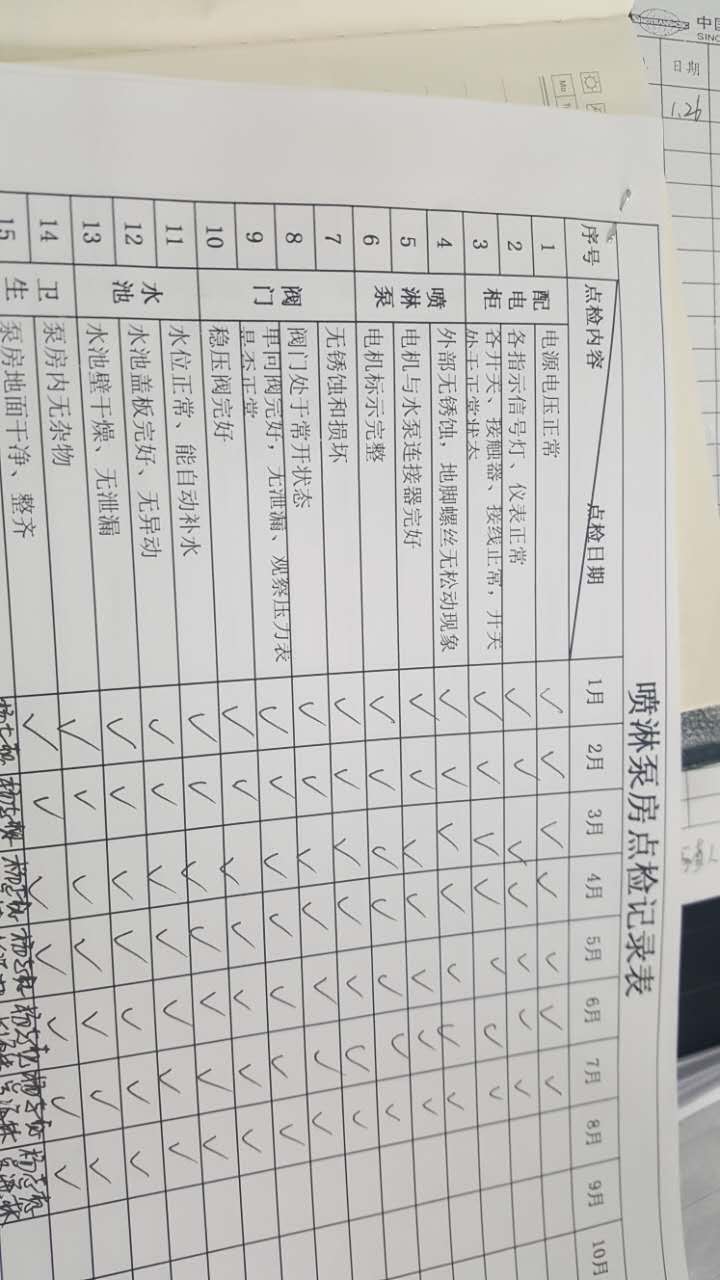 喷淋泵房点检记录表
序号 点检内容 点检日期 1月 2月 3月 4月 5月 6月 7月 8月 9月 10月
配电柜
1 电源电压正常 ✓ ✓ ✓ ✓ ✓ ✓ ✓
2 各指示信号灯、仪表正常 ✓ ✓ ✓ ✓ ✓ ✓ ✓
3 各开关、接触器、接线正常，开关
处于正常状态 ✓ ✓ ✓ ✓ ✓ ✓ ✓
喷淋泵
4 外部无锈蚀，地脚螺丝无松动现象 ✓ ✓ ✓ ✓ ✓ ✓ ✓
5 电机与水泵连接器完好 ✓ ✓ ✓ ✓ ✓ ✓ ✓
6 电机标示完整 ✓ ✓ ✓ ✓ ✓ ✓ ✓
阀门
7 无锈蚀和损坏 ✓ ✓ ✓ ✓ ✓ ✓ ✓
8 阀门处于常开状态 ✓ ✓ ✓ ✓ ✓ ✓ ✓
9 单向阀完好，无泄漏、观察压力表
是否正常 ✓ ✓ ✓ ✓ ✓ ✓ ✓
10 稳压阀完好 ✓ ✓ ✓ ✓ ✓ ✓ ✓
水池
11 水位正常、能自动补水 ✓ ✓ ✓ ✓ ✓ ✓ ✓
12 水池盖板完好、无异动 ✓ ✓ ✓ ✓ ✓ ✓ ✓
13 水池壁干燥、无泄漏 ✓ ✓ ✓ ✓ ✓ ✓ ✓
卫生
14 泵房内无杂物 ✓ ✓ ✓ ✓ ✓ ✓ ✓
15 泵房地面干净、整齐
中国
SINO
日期
1.26
Mo